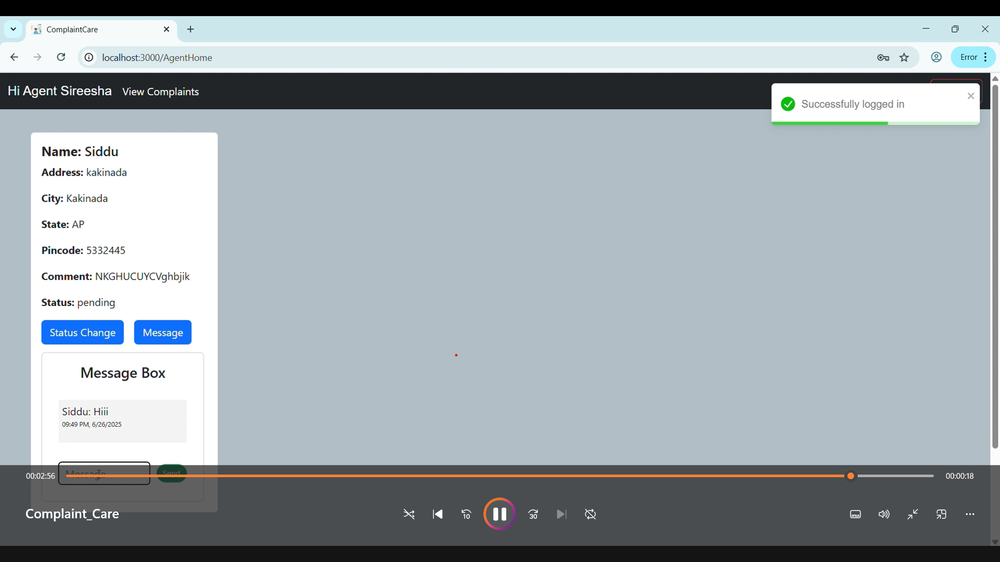 ComplaintCare
localhost:3000/AgentHome
Error
Hi Agent Sireesha View Complaints
Successfully logged in
Name: Siddu
Address: kakinada
City: Kakinada
State: AP
Pincode: 5332445
Comment: NKGHUCUYCVghbjik
Status: pending
Status Change Message
Message Box
Siddu: Hiii
09:49 PM, 6/26/2025
00:02:56 Message Send 00:00:18
Complaint_Care
10 30